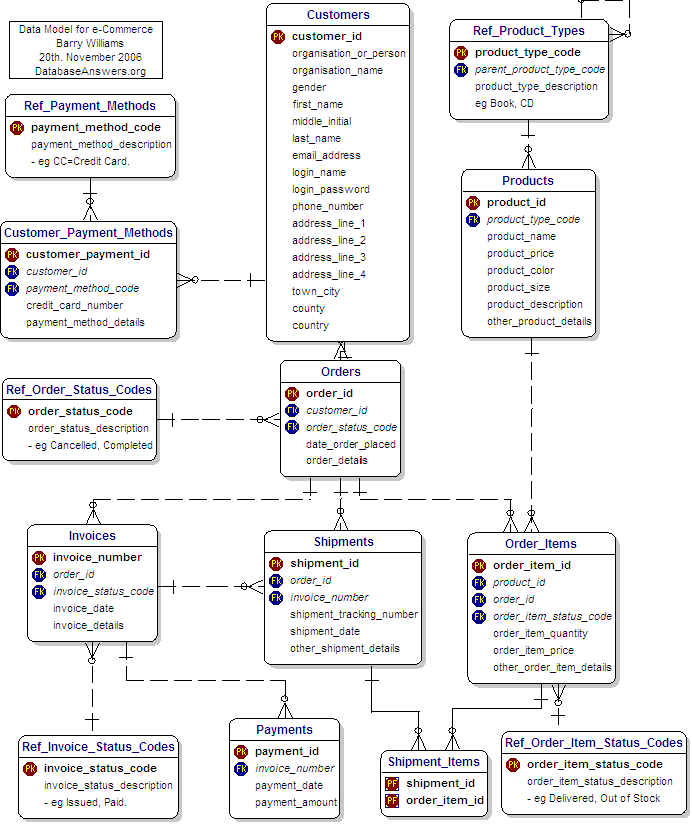 Data Model for e-Commerce
Barry Williams
20th. November 2006
DatabaseAnswers.org
Customers
PK customer_id
organisation_or_person
organisation_name
gender
first_name
middle_initial
last_name
email_address
login_name
login_password
phone_number
address_line_1
address_line_2
address_line_3
address_line_4
town_city
county
country
Ref_Product_Types
PK product_type_code
FK parent_product_type_code
product_type_description
eg Book, CD
Ref_Payment_Methods
PK payment_method_code
payment_method_description
- eg CC=Credit Card.
Products
PK product_id
FK product_type_code
product_name
product_price
product_color
product_size
product_description
other_product_details
Customer_Payment_Methods
PK customer_payment_id
FK customer_id
FK payment_method_code
credit_card_number
payment_method_details
Orders
PK order_id
FK customer_id
FK order_status_code
date_order_placed
order_details
Ref_Order_Status_Codes
PK order_status_code
order_status_description
- eg Cancelled, Completed
Invoices
PK invoice_number
FK order_id
FK invoice_status_code
invoice_date
invoice_details
Shipments
PK shipment_id
FK order_id
FK invoice_number
shipment_tracking_number
shipment_date
other_shipment_details
Order_Items
PK order_item_id
FK product_id
FK order_id
FK order_item_status_code
order_item_quantity
order_item_price
other_order_item_details
Ref_Invoice_Status_Codes
PK invoice_status_code
invoice_status_description
- eg Issued, Paid.
Payments
PK payment_id
FK invoice_number
payment_date
payment_amount
Shipment_Items
PF shipment_id
PF order_item_id
Ref_Order_Item_Status_Codes
PK order_item_status_code
order_item_status_description
- eg Delivered, Out of Stock